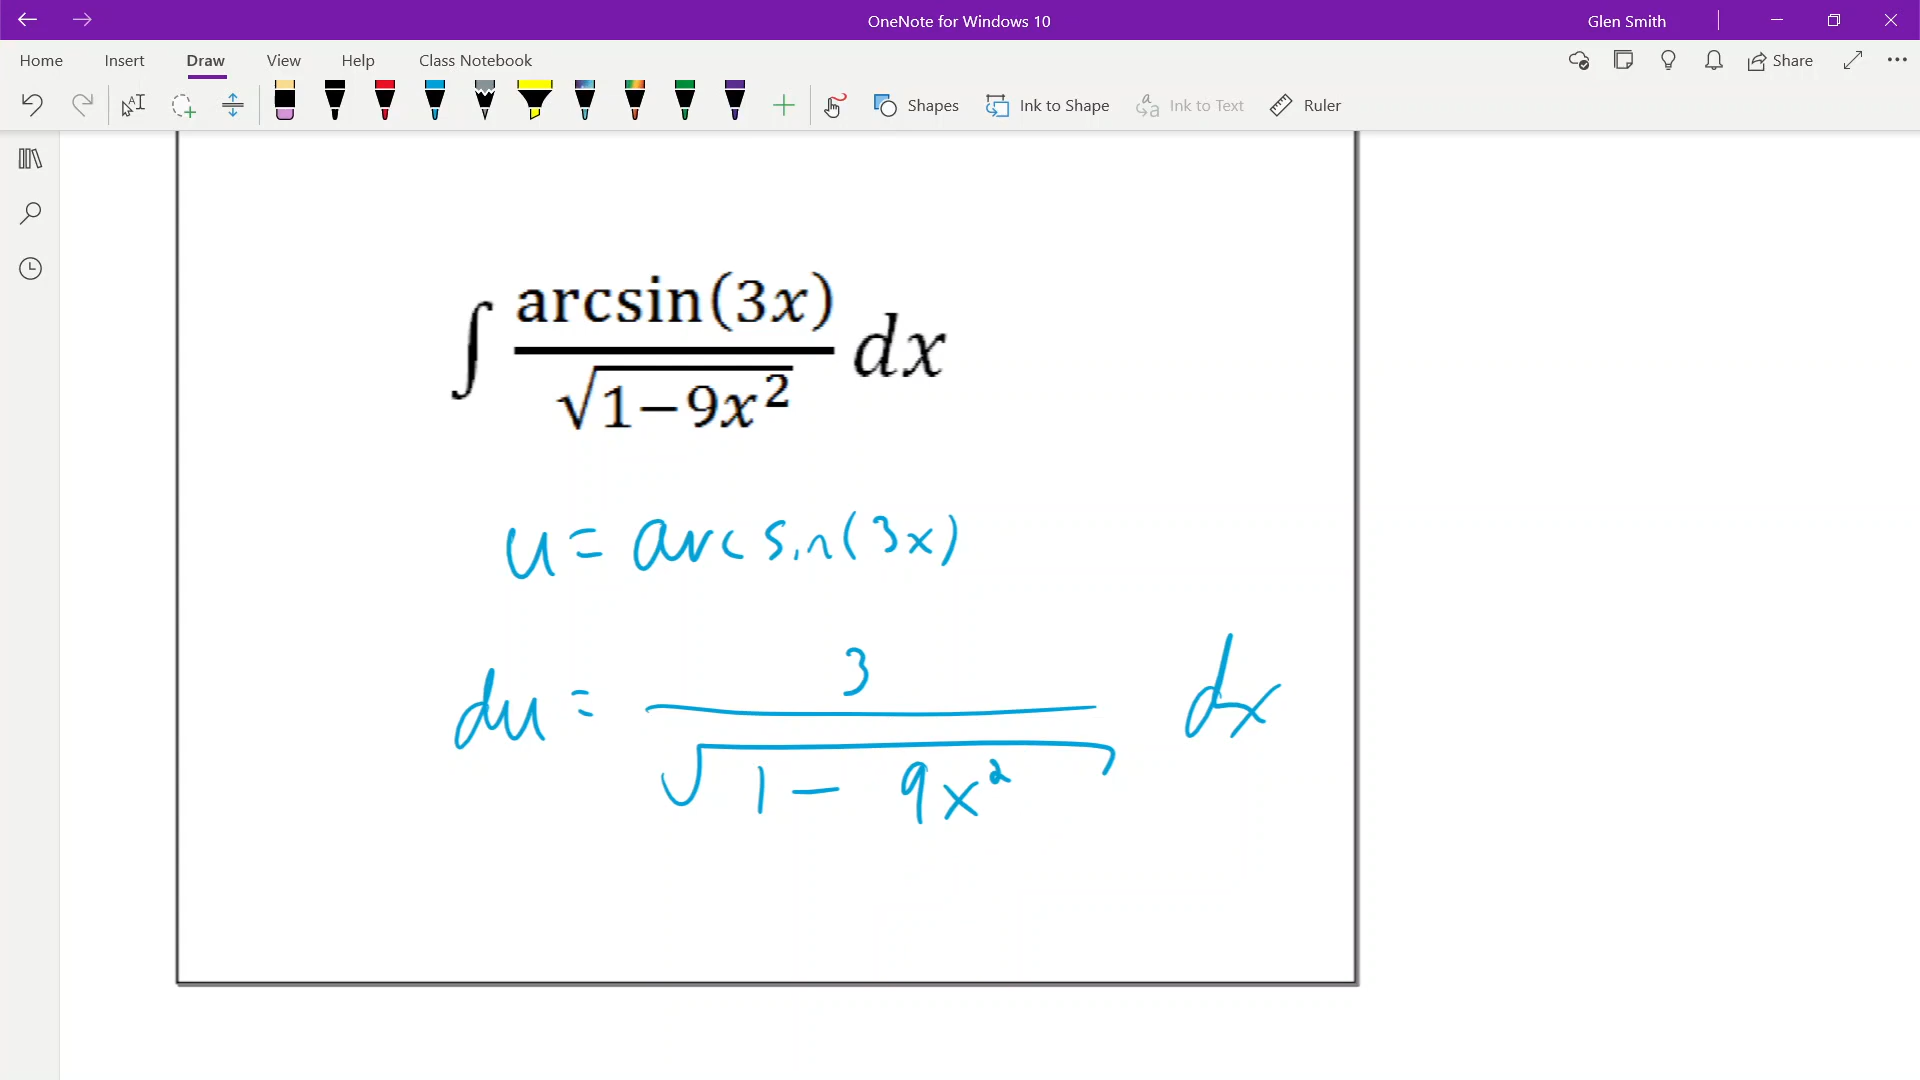 OneNote for Windows 10 Glen Smith
Home Insert Draw View Help Class Notebook Share
Shapes Ink to Shape Ink to Text Ruler
∫ arcsin(3x) / √1−9x² dx
u = arcsin(3x)
du = 3 / √1 − 9x² dx